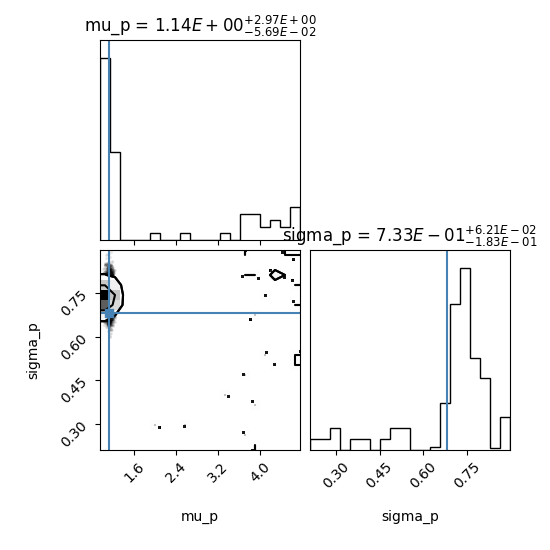 mu_p = 1.14E+00+2.97E+00−5.69E−02
sigma_p = 7.33E−01+6.21E−02−1.83E−01
0.75
0.60
0.45
0.30
sigma_p
1.6 2.4 3.2 4.0
0.30 0.45 0.60 0.75
mu_p sigma_p